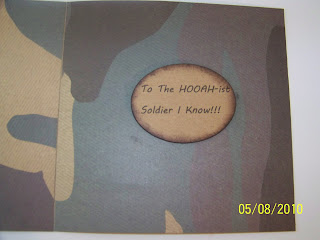 To The HOOAH-ist
Soldier I Know!!!
05/08/2010